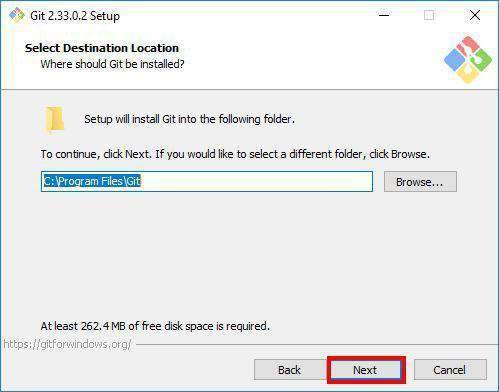 Git 2.33.0.2 Setup
Select Destination Location
Where should Git be installed?
Setup will install Git into the following folder.
To continue, click Next. If you would like to select a different folder, click Browse.
C:\Program Files\Git
Browse...
At least 262.4 MB of free disk space is required.
https://gitforwindows.org/
Back
Next
Cancel